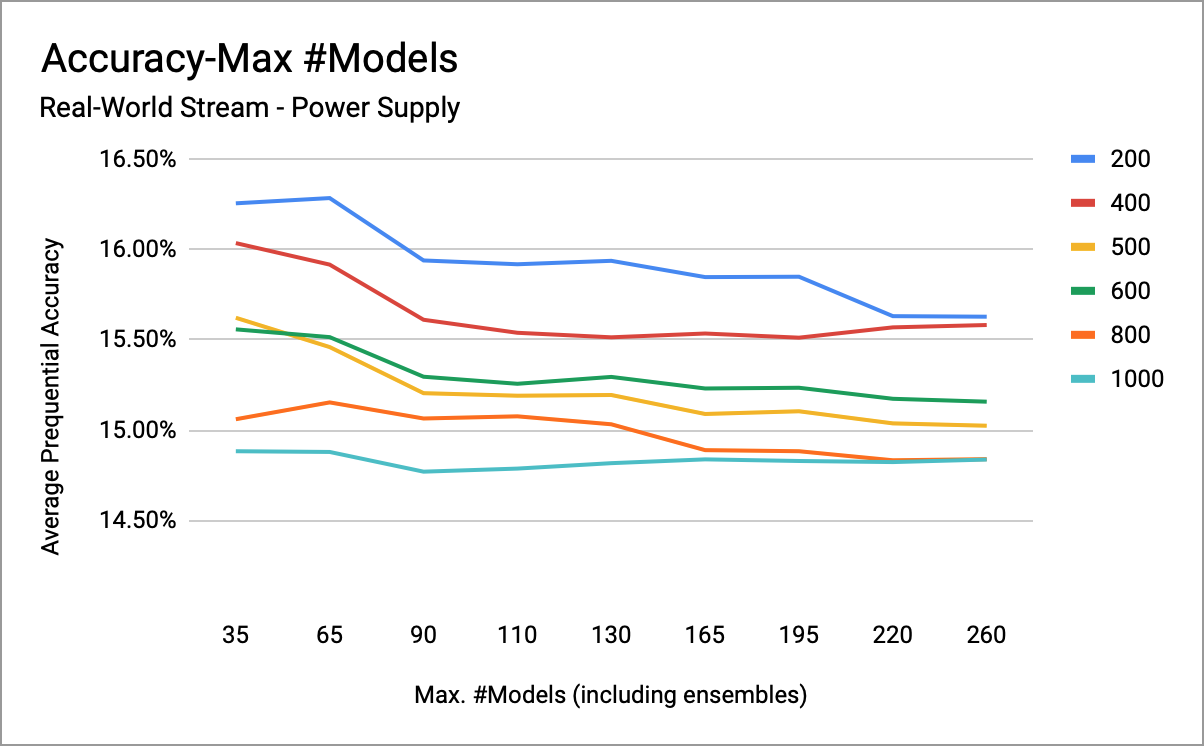 Accuracy-Max #Models
Real-World Stream - Power Supply
Average Prequential Accuracy
16.50%
16.00%
15.50%
15.00%
14.50%
35 65 90 110 130 165 195 220 260
Max. #Models (including ensembles)
200
400
500
600
800
1000